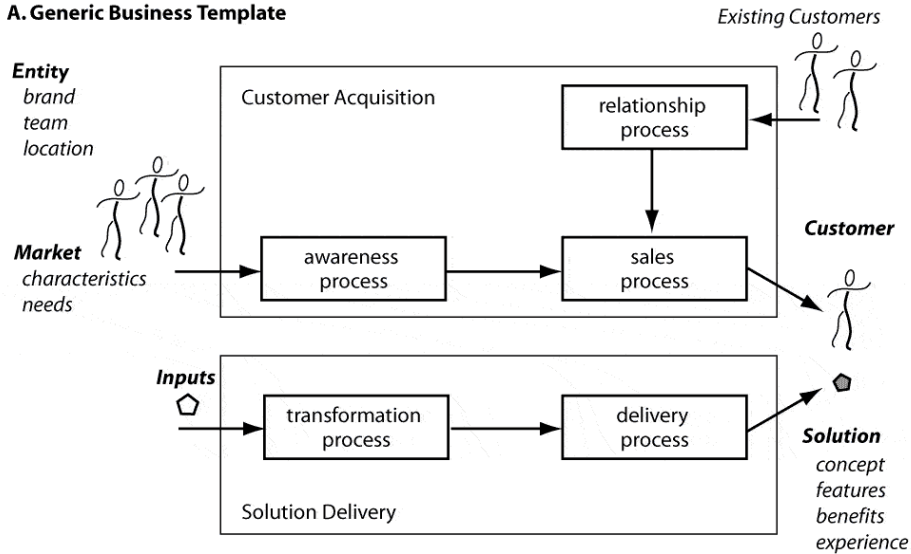 A. Generic Business Template
Existing Customers
Entity
brand
team
location
Customer Acquisition
relationship
process
Market
characteristics
needs
awareness
process
sales
process
Customer
Inputs
transformation
process
delivery
process
Solution
concept
features
benefits
experience
Solution Delivery